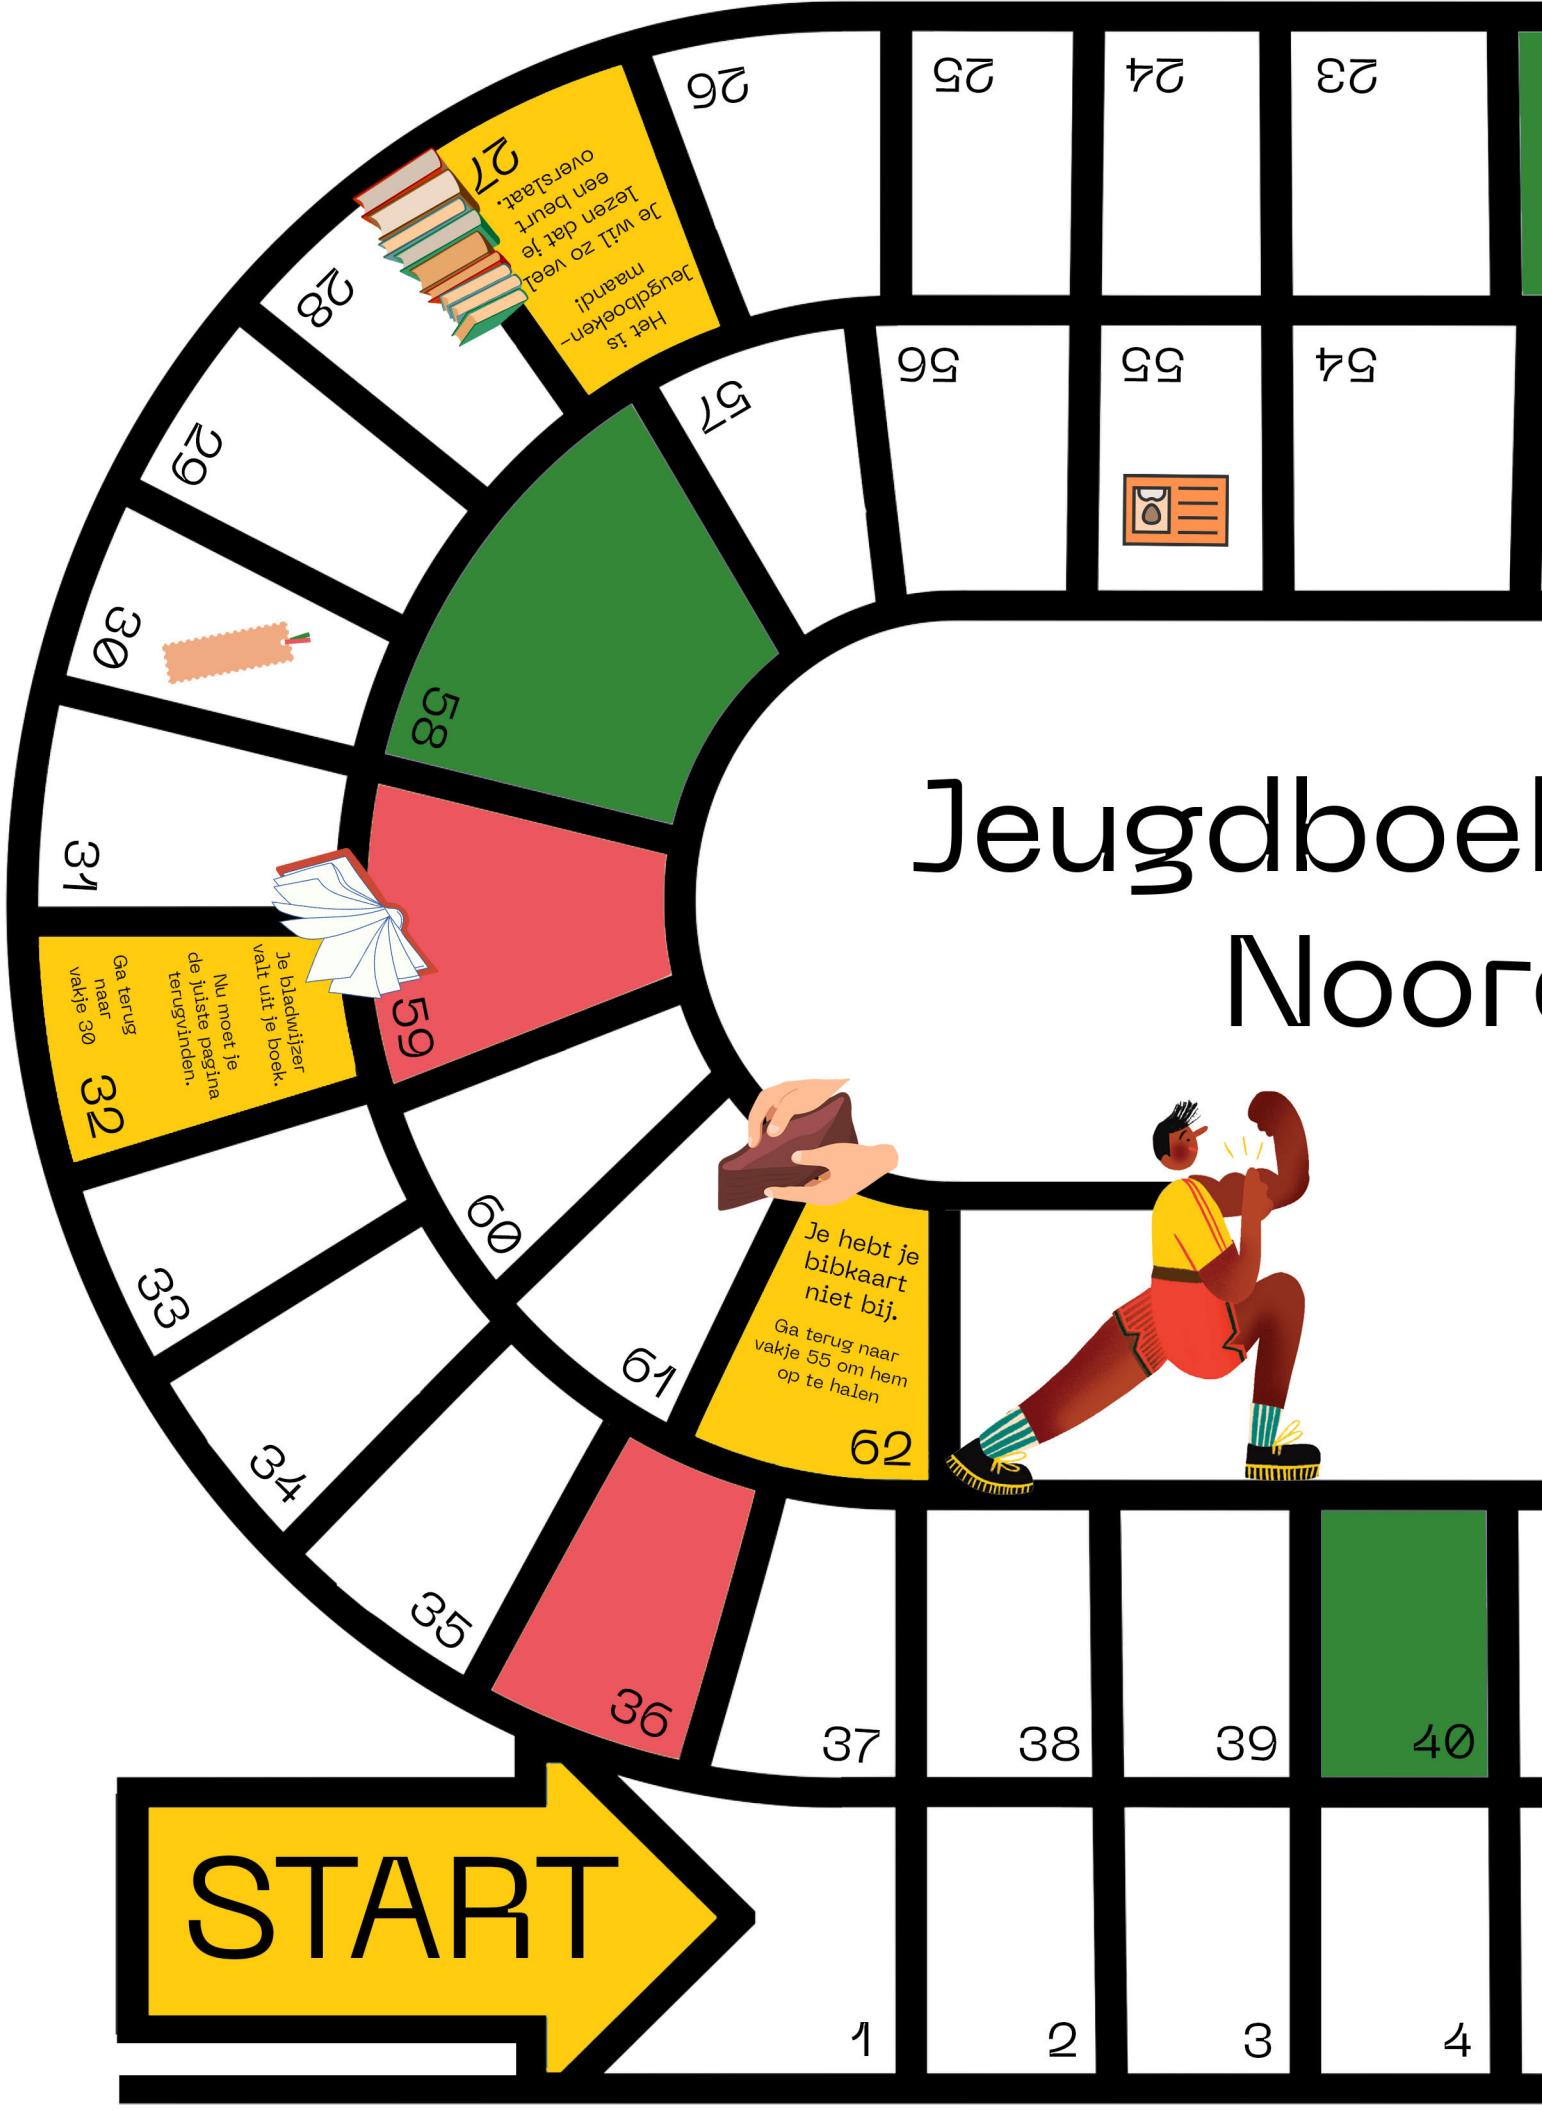 26
25
24
23
27
Het is
Jeugdboeken-
maand!
Je wil zo veel
lezen dat je
een beurt
overslaat.
28
29
30
31
57
56
55
54
58
59
Jeugdboe
Noor
Je bladwijzer
valt uit je boek.
Nu moet je
de juiste pagina
terugvinden.
Ga terug
naar
vakje 30
32
33
34
35
36
60
61
Je hebt je
bibkaart
niet bij.
Ga terug naar
vakje 55 om hem
op te halen
62
37
38
39
40
START
1
2
3
4